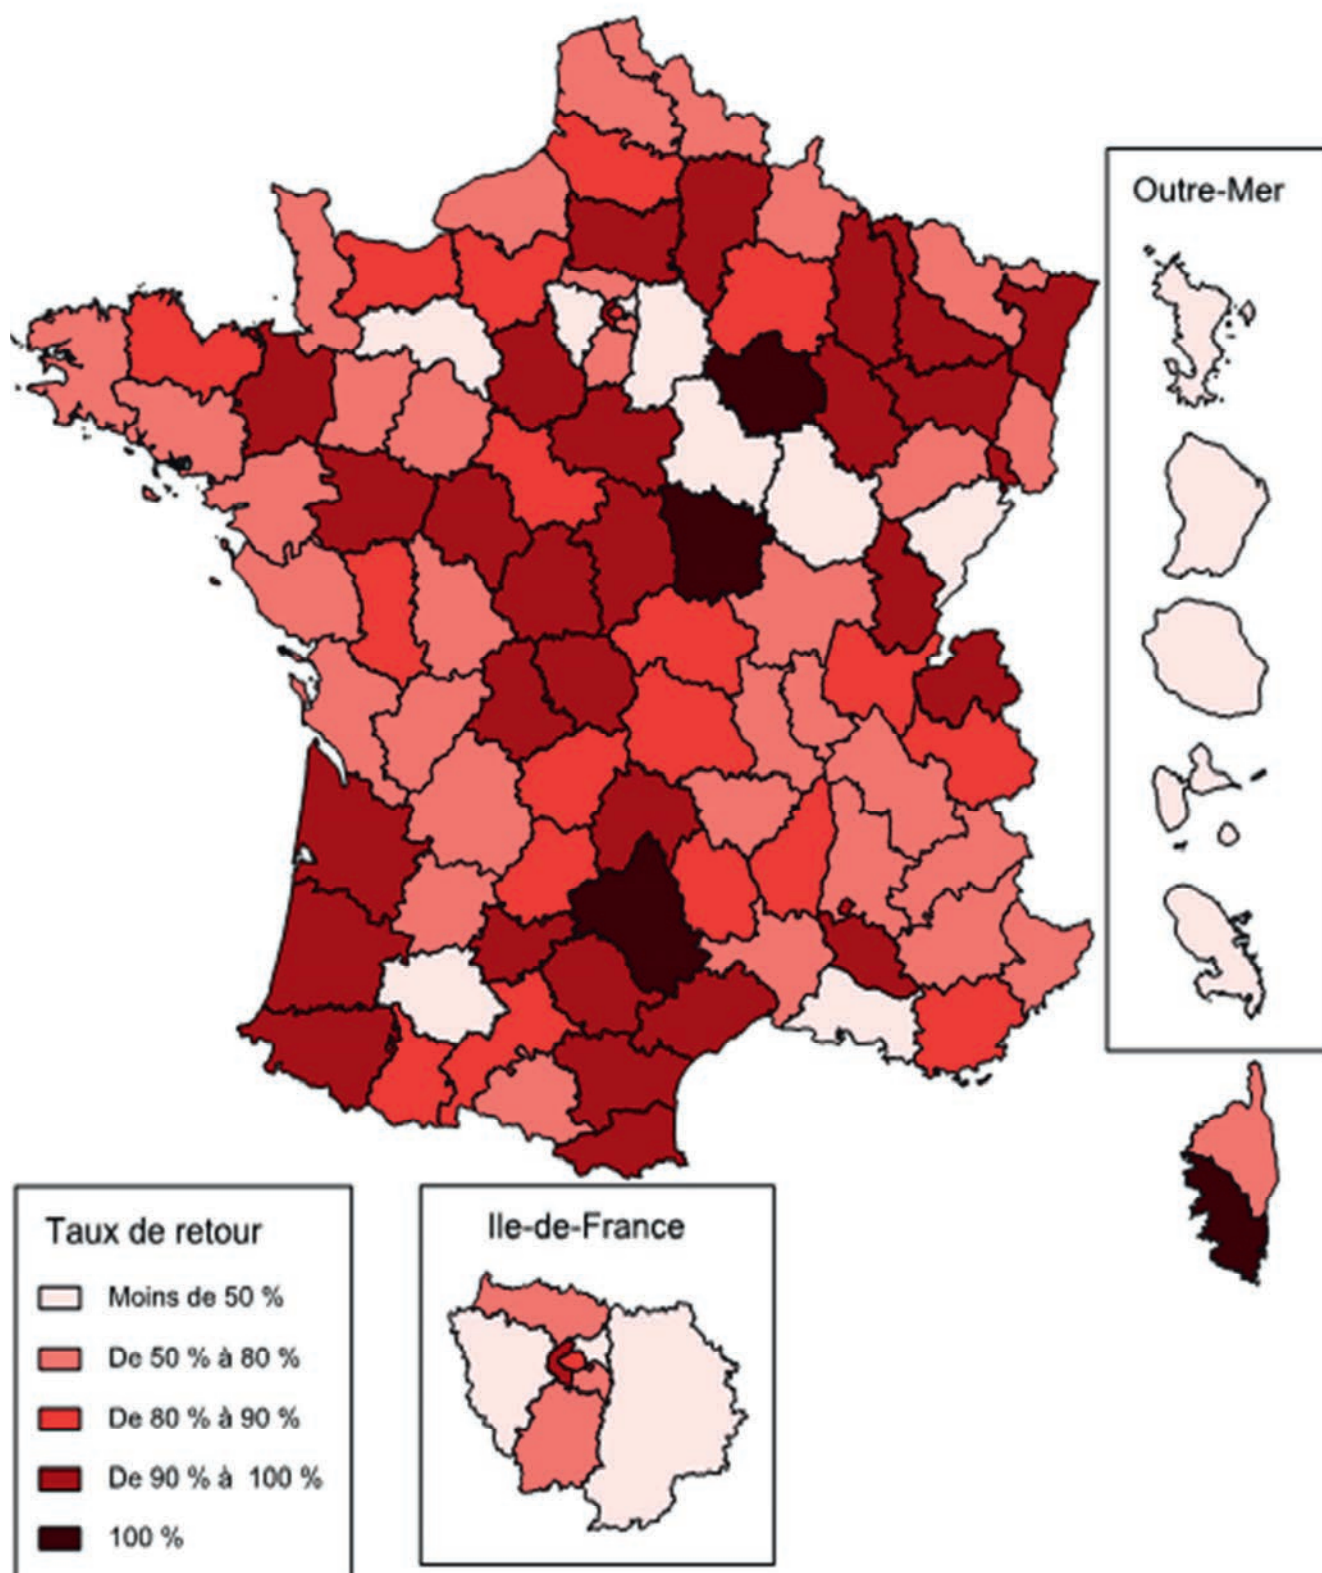 Outre-Mer
Taux de retour
Moins de 50 %
De 50 % à 80 %
De 80 % à 90 %
De 90 % à 100 %
100 %
Ile-de-France